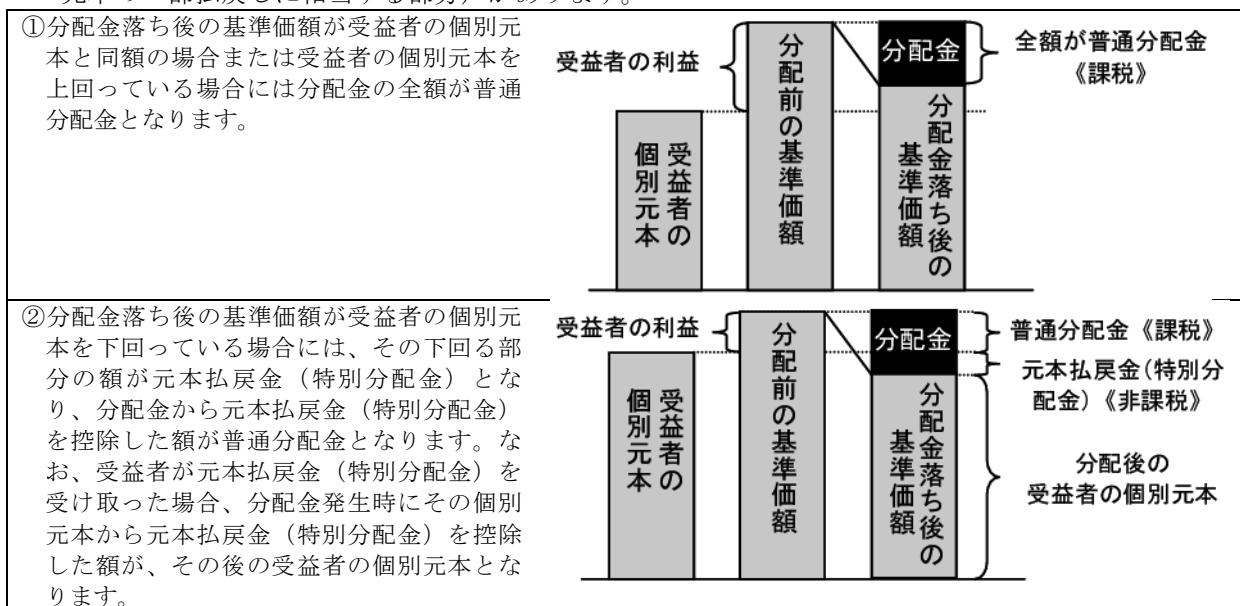 ①分配金落ち後の基準価額が受益者の個別元
本と同額の場合または受益者の個別元本を
上回っている場合には分配金の全額が普通
分配金となります。
受益者の利益
受益者の
個別元本
分配前の基準価額
分配金
分配金落ち後の
基準価額
全額が普通分配金
《課税》
②分配金落ち後の基準価額が受益者の個別元
本を下回っている場合には、その下回る部
分の額が元本払戻金（特別分配金）とな
り、分配金から元本払戻金（特別分配金）
を控除した額が普通分配金となります。な
お、受益者が元本払戻金（特別分配金）を
受け取った場合、分配金発生時にその個別
元本から元本払戻金（特別分配金）を控除
した額が、その後の受益者の個別元本とな
ります。
受益者の利益
受益者の
個別元本
分配前の基準価額
分配金
分配金落ち後の
基準価額
普通分配金《課税》
元本払戻金(特別分
配金)《非課税》
分配後の
受益者の個別元本